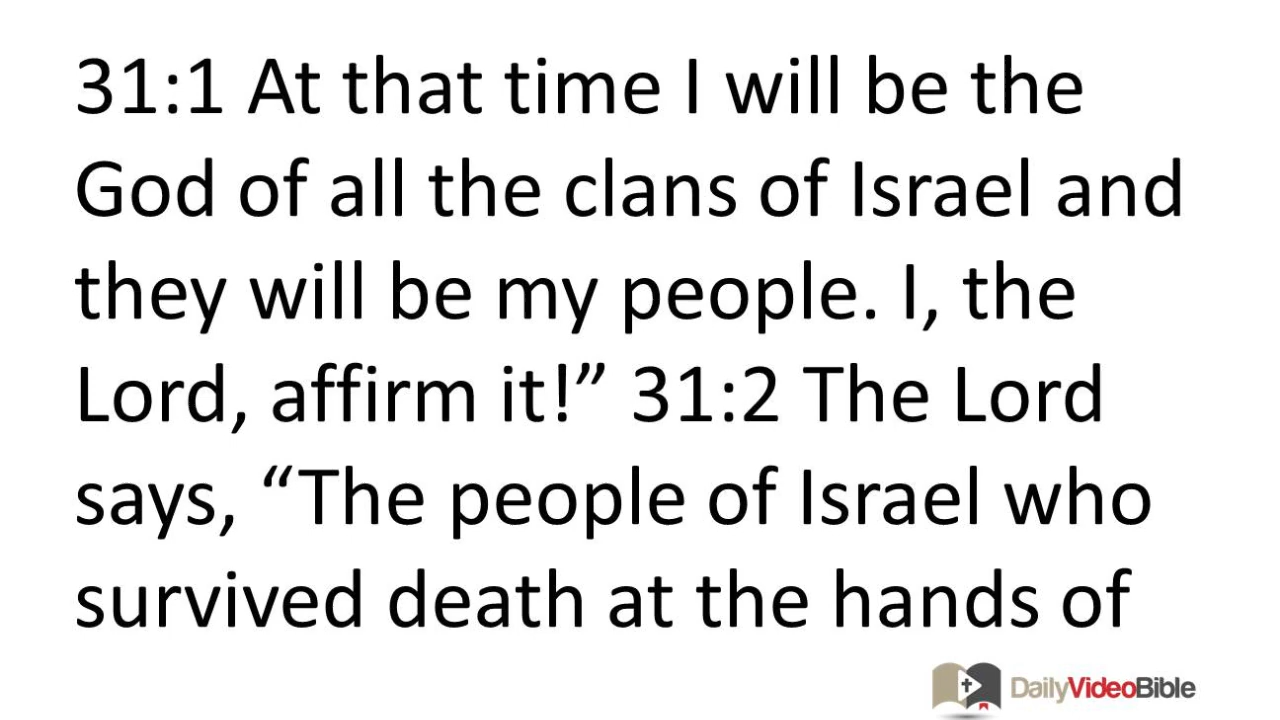 31:1 At that time I will be the
God of all the clans of Israel and
they will be my people. I, the
Lord, affirm it!” 31:2 The Lord
says, “The people of Israel who
survived death at the hands of
DailyVideoBible